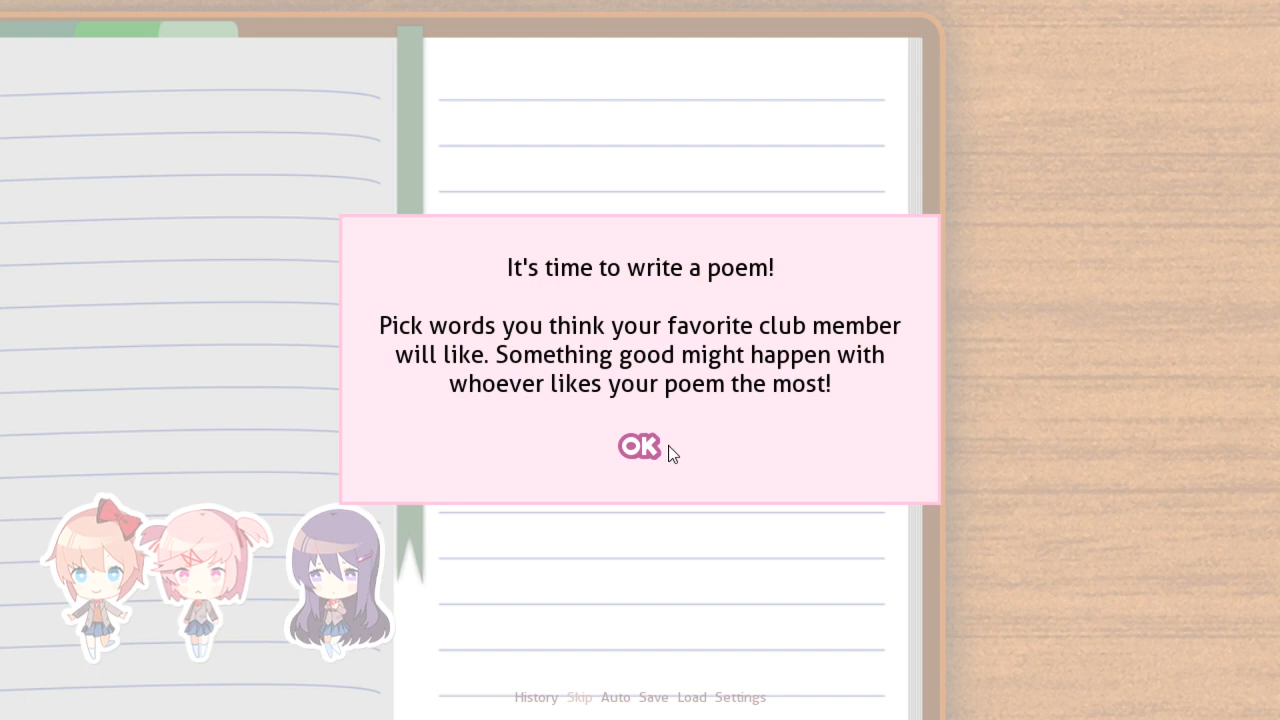 It's time to write a poem!
Pick words you think your favorite club member
will like. Something good might happen with
whoever likes your poem the most!
OK
History Skip Auto Save Load Settings